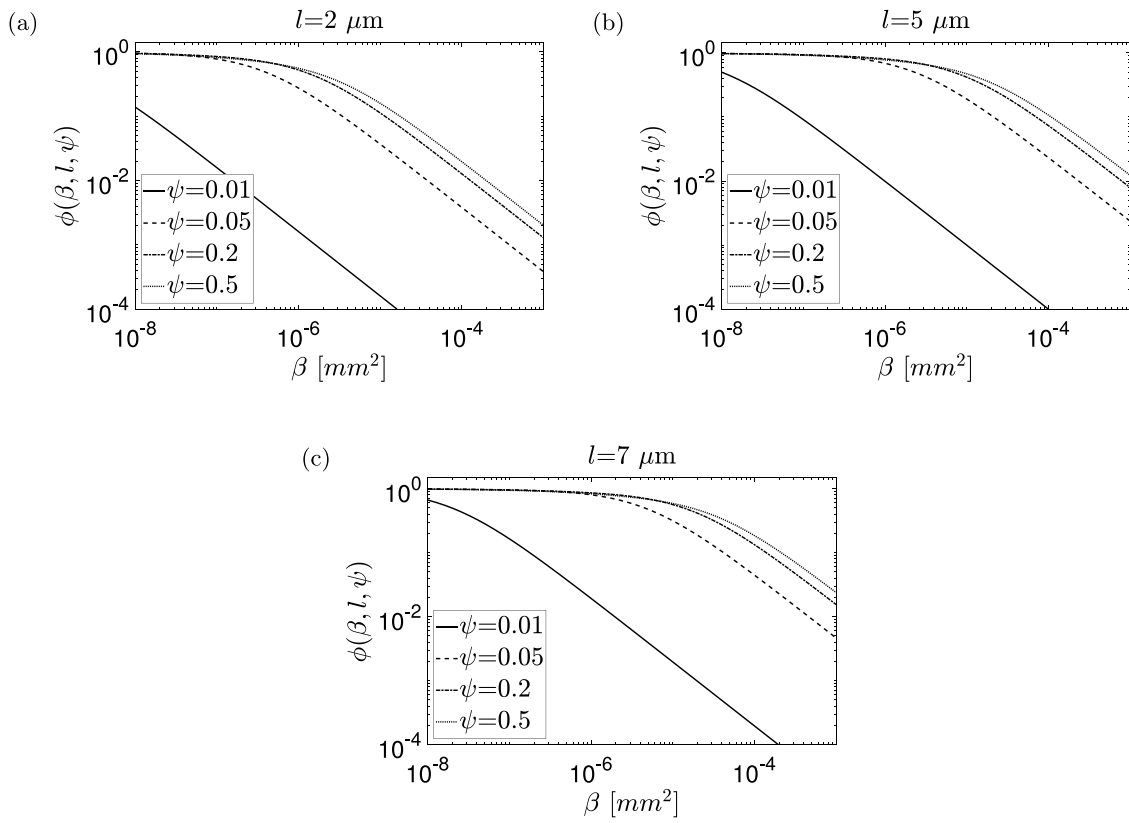 (a)
l=2 μm
ϕ(β, l, ψ)
10^0
10^-2
10^-4
ψ=0.01
ψ=0.05
ψ=0.2
ψ=0.5
10^-8
10^-6
10^-4
β [mm^2]
(b)
l=5 μm
ϕ(β, l, ψ)
10^0
10^-2
10^-4
ψ=0.01
ψ=0.05
ψ=0.2
ψ=0.5
10^-8
10^-6
10^-4
β [mm^2]
(c)
l=7 μm
ϕ(β, l, ψ)
10^0
10^-2
10^-4
ψ=0.01
ψ=0.05
ψ=0.2
ψ=0.5
10^-8
10^-6
10^-4
β [mm^2]